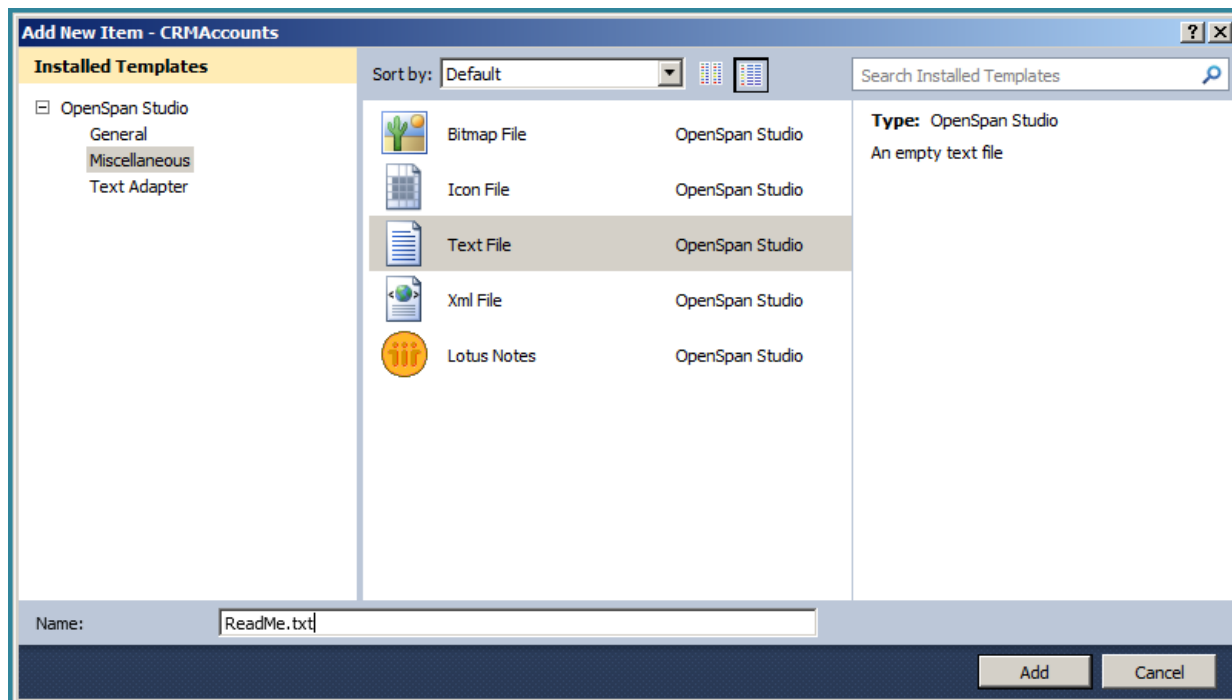 Add New Item - CRMAccounts
? X
Installed Templates
Sort by: Default
Search Installed Templates
OpenSpan Studio
General
Miscellaneous
Text Adapter
Bitmap File OpenSpan Studio
Icon File OpenSpan Studio
Text File OpenSpan Studio
Xml File OpenSpan Studio
Lotus Notes OpenSpan Studio
Type: OpenSpan Studio
An empty text file
Name: ReadMe.txt
Add Cancel